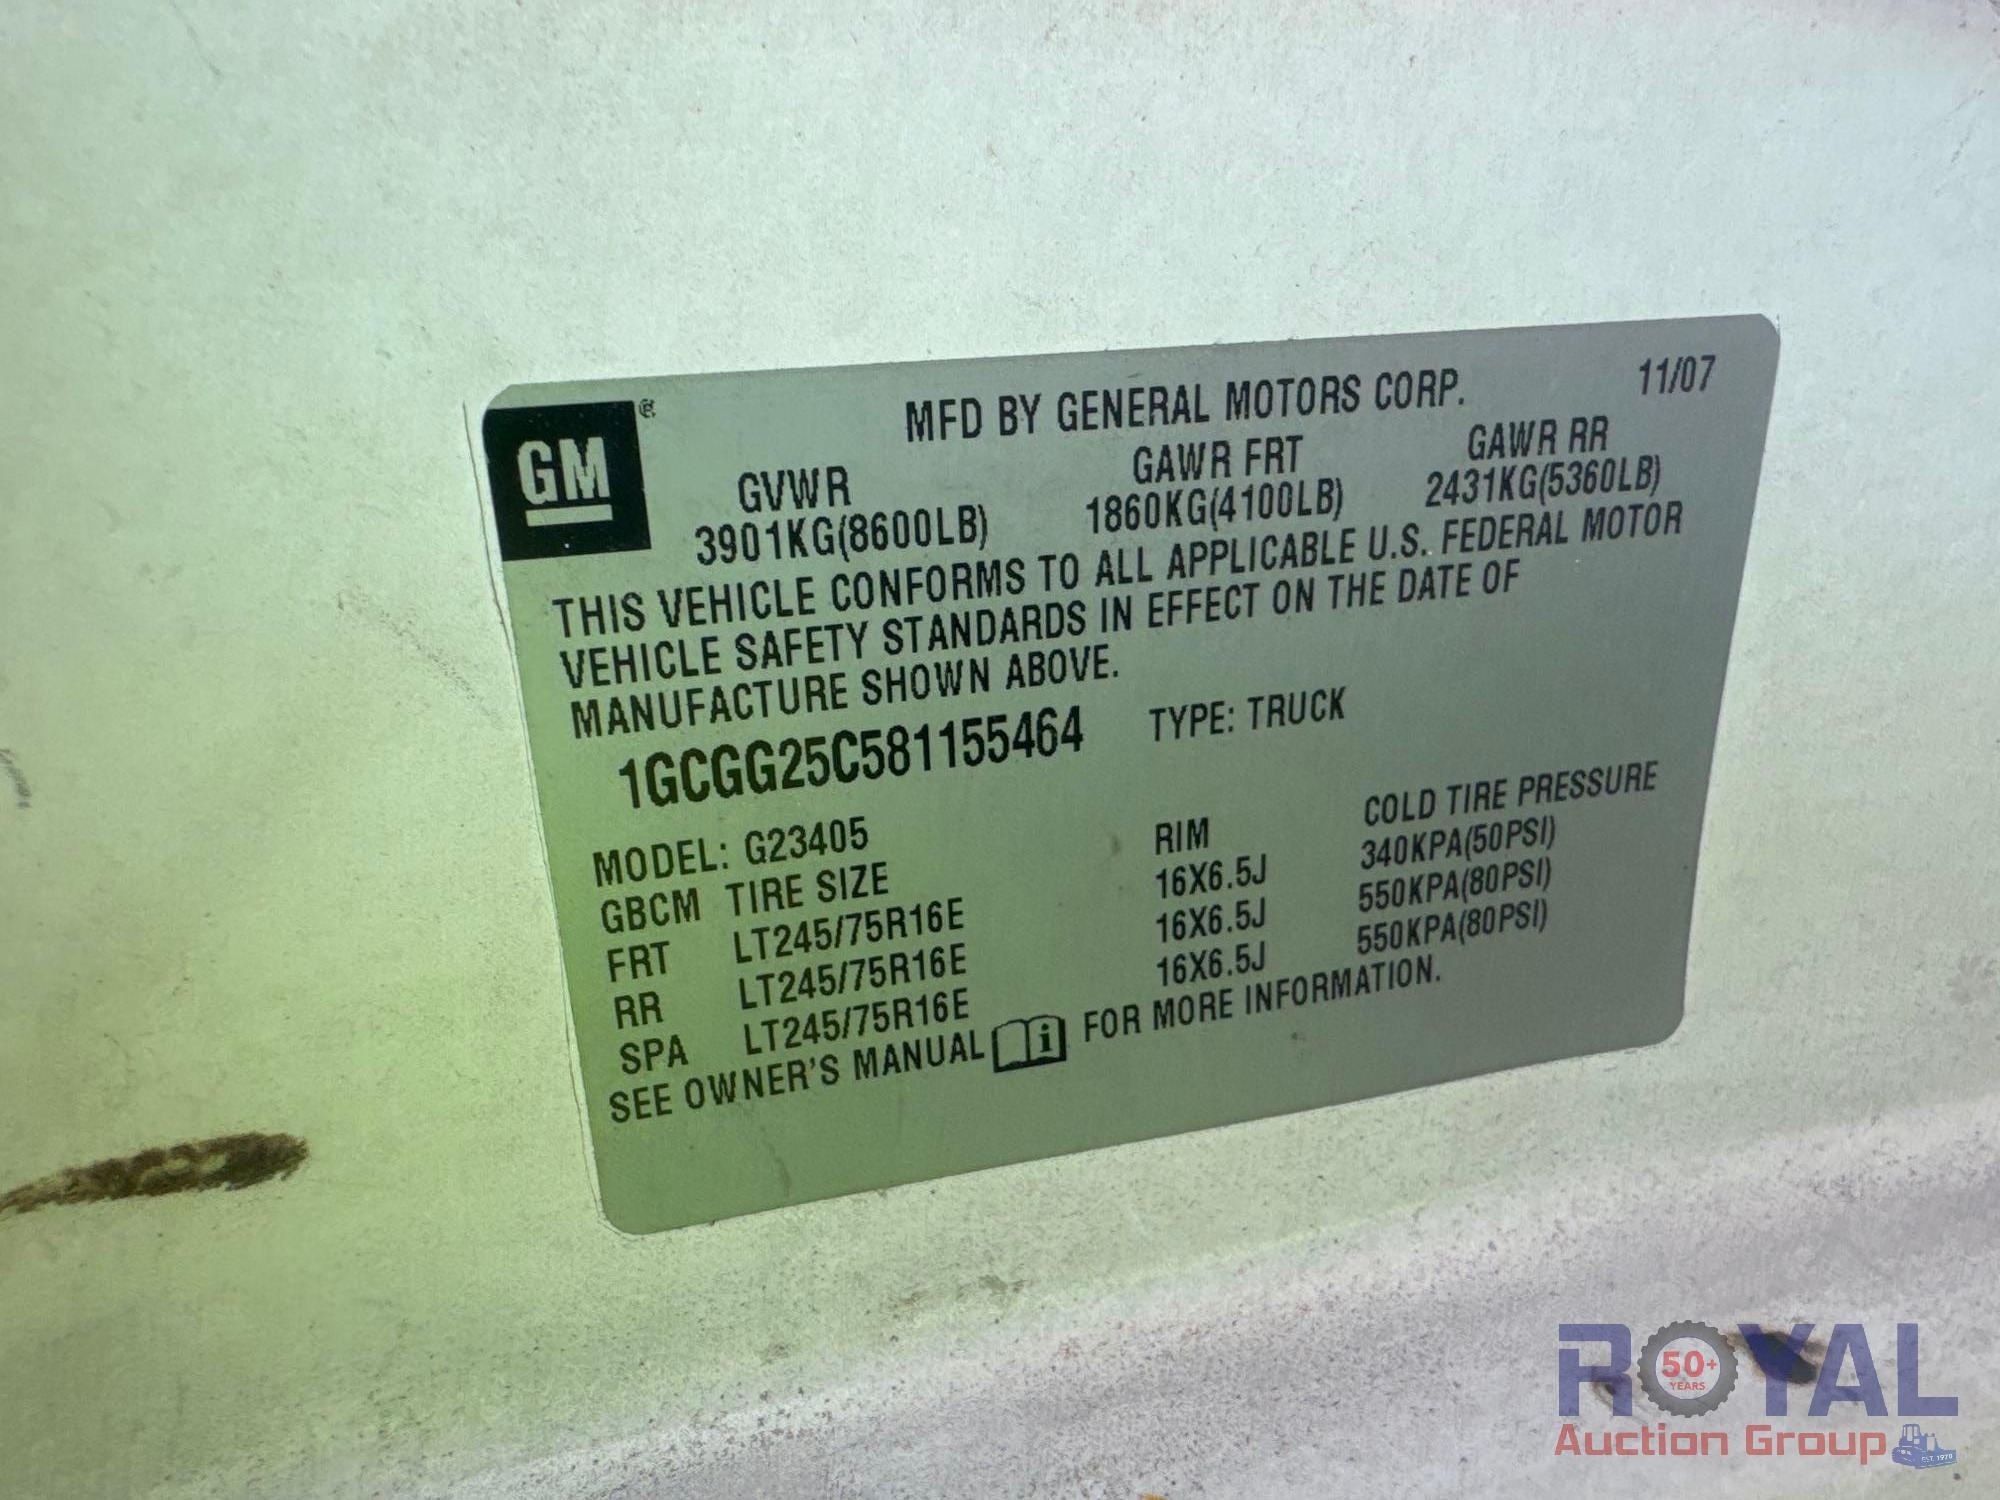 GM ®
MFD BY GENERAL MOTORS CORP. 11/07
GVWR GAWR FRT GAWR RR
3901KG(8600LB) 1860KG(4100LB) 2431KG(5360LB)
THIS VEHICLE CONFORMS TO ALL APPLICABLE U.S. FEDERAL MOTOR
VEHICLE SAFETY STANDARDS IN EFFECT ON THE DATE OF
MANUFACTURE SHOWN ABOVE.
1GCGG25C581155464 TYPE: TRUCK
MODEL: G23405
GBCM TIRE SIZE RIM COLD TIRE PRESSURE
FRT LT245/75R16E 16X6.5J 340KPA(50PSI)
RR LT245/75R16E 16X6.5J 550KPA(80PSI)
SPA LT245/75R16E 16X6.5J 550KPA(80PSI)
SEE OWNER'S MANUAL i FOR MORE INFORMATION.
ROYAL
50+
YEARS
Auction Group
EST. 1970